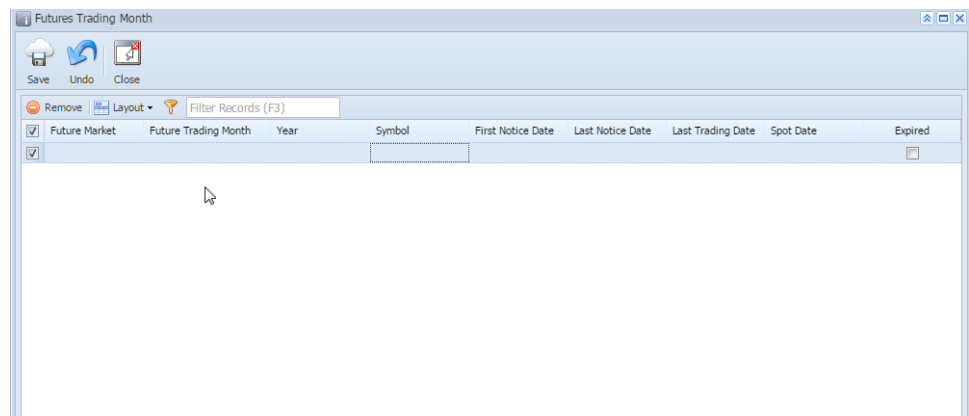 Futures Trading Month
Save Undo Close
Remove Layout Filter Records (F3)
Future Market Future Trading Month Year Symbol First Notice Date Last Notice Date Last Trading Date Spot Date Expired